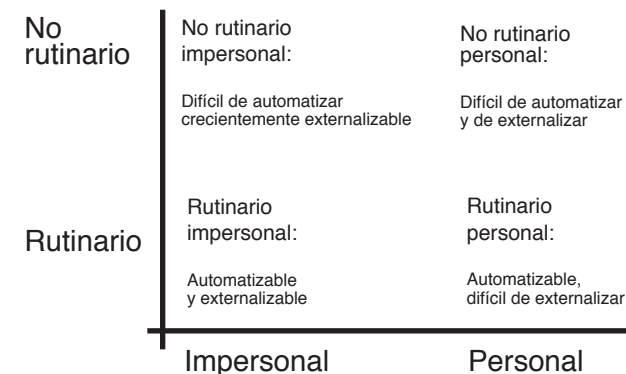 No
rutinario
No rutinario
impersonal:
Difícil de automatizar
crecientemente externalizable
No rutinario
personal:
Difícil de automatizar
y de externalizar
Rutinario
Rutinario
impersonal:
Automatizable
y externalizable
Rutinario
personal:
Automatizable,
difícil de externalizar
Impersonal
Personal